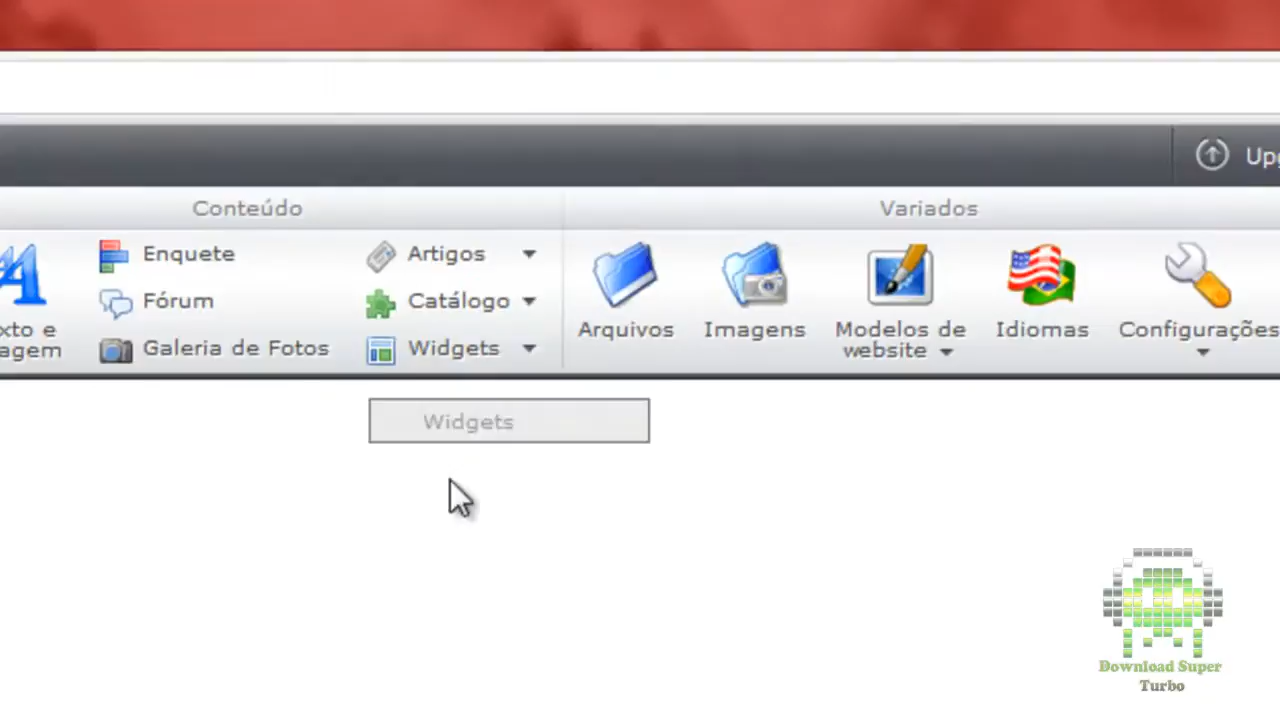 Upg
Conteúdo
Variados
Enquete
Artigos
Fórum
Catálogo
xto e
agem
Galeria de Fotos
Widgets
Arquivos
Imagens
Modelos de
website
Idiomas
Configurações
Widgets
Download Super
Turbo